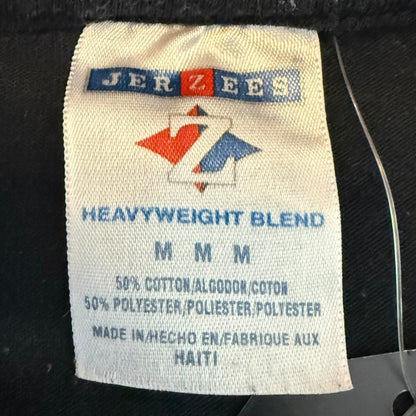 JERZEES
Z
HEAVYWEIGHT BLEND
M M M
50% COTTON/ALGODON/COTON
50% POLYESTER/POLIESTER/POLYESTER
MADE IN/HECHO EN/FABRIQUE AUX
HAITI